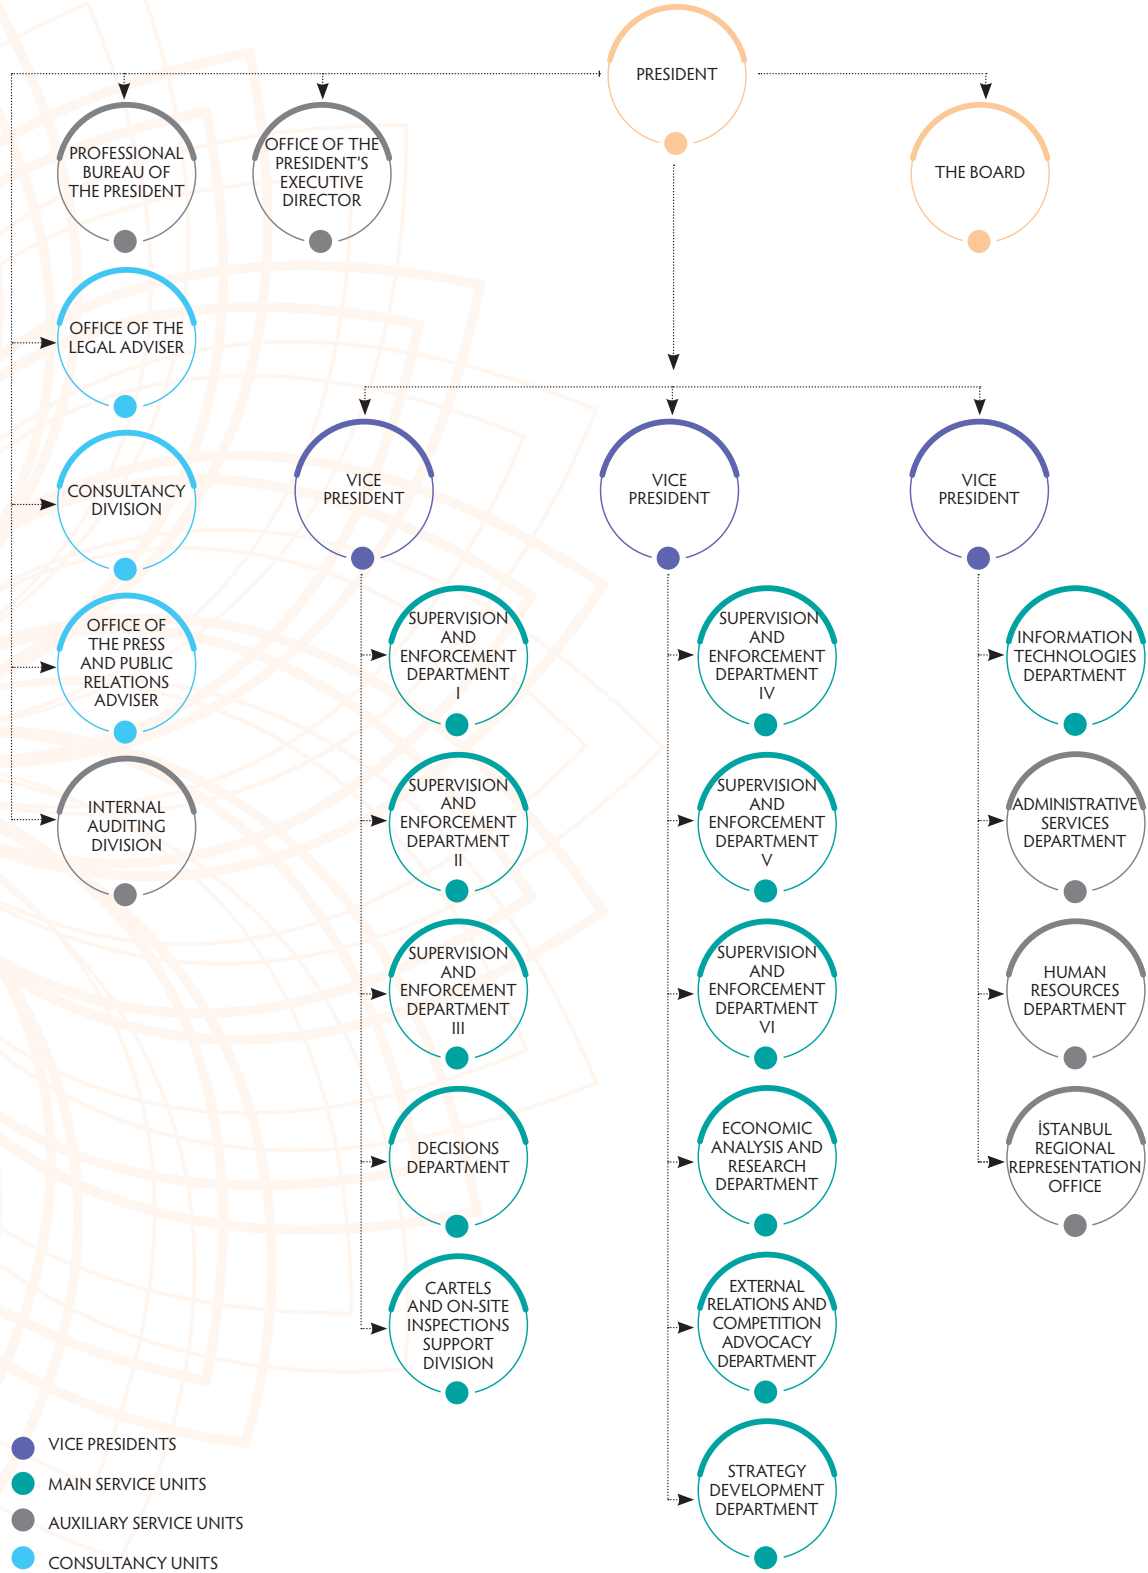 PRESIDENT
PROFESSIONAL
BUREAU OF
THE PRESIDENT
OFFICE OF THE
PRESIDENT'S
EXECUTIVE
DIRECTOR
THE BOARD
OFFICE OF THE
LEGAL ADVISER
CONSULTANCY
DIVISION
OFFICE OF
THE PRESS
AND PUBLIC
RELATIONS
ADVISER
INTERNAL
AUDITING
DIVISION
VICE
PRESIDENT
VICE
PRESIDENT
VICE
PRESIDENT
SUPERVISION
AND
ENFORCEMENT
DEPARTMENT
I
SUPERVISION
AND
ENFORCEMENT
DEPARTMENT
II
SUPERVISION
AND
ENFORCEMENT
DEPARTMENT
III
DECISIONS
DEPARTMENT
CARTELS
AND ON-SITE
INSPECTIONS
SUPPORT
DIVISION
SUPERVISION
AND
ENFORCEMENT
DEPARTMENT
IV
SUPERVISION
AND
ENFORCEMENT
DEPARTMENT
V
SUPERVISION
AND
ENFORCEMENT
DEPARTMENT
VI
ECONOMIC
ANALYSIS AND
RESEARCH
DEPARTMENT
EXTERNAL
RELATIONS AND
COMPETITION
ADVOCACY
DEPARTMENT
STRATEGY
DEVELOPMENT
DEPARTMENT
INFORMATION
TECHNOLOGIES
DEPARTMENT
ADMINISTRATIVE
SERVICES
DEPARTMENT
HUMAN
RESOURCES
DEPARTMENT
İSTANBUL
REGIONAL
REPRESENTATION
OFFICE
VICE PRESIDENTS
MAIN SERVICE UNITS
AUXILIARY SERVICE UNITS
CONSULTANCY UNITS